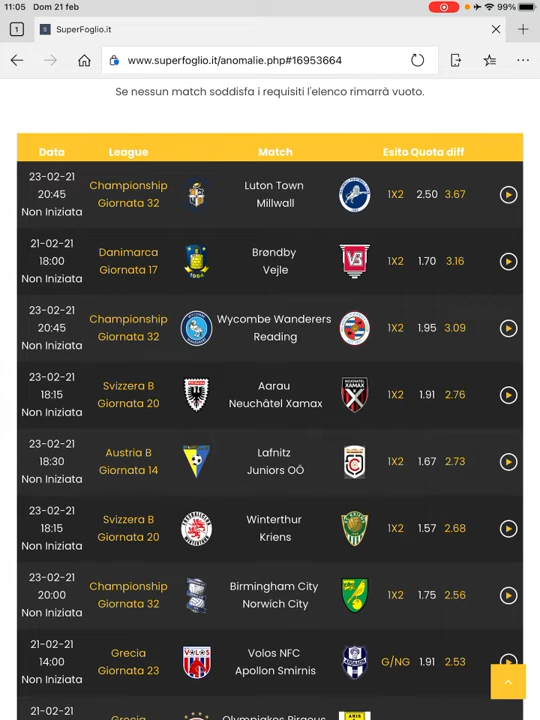 11:05 Dom 21 feb 99%
1 SuperFoglio.it
www.superfoglio.it/anomalie.php#16953664
Se nessun match soddisfa i requisiti l'elenco rimarrà vuoto.
Data League Match Esito Quota diff
23-02-21
20:45
Non Iniziata
Championship
Giornata 32
Luton Town
Millwall
1X2 2.50 3.67
21-02-21
18:00
Non Iniziata
Danimarca
Giornata 17
1964
Brøndby
Vejle
VB
1X2 1.70 3.16
23-02-21
20:45
Non Iniziata
Championship
Giornata 32
Wycombe Wanderers
Reading
1X2 1.95 3.09
23-02-21
18:15
Non Iniziata
Svizzera B
Giornata 20
Aarau
Neuchâtel Xamax
XAMAX
1X2 1.91 2.76
23-02-21
18:30
Non Iniziata
Austria B
Giornata 14
Lafnitz
Juniors OÖ
1X2 1.67 2.73
23-02-21
18:15
Non Iniziata
Svizzera B
Giornata 20
Winterthur
Kriens
1X2 1.57 2.68
23-02-21
20:00
Non Iniziata
Championship
Giornata 32
Birmingham City
Norwich City
1X2 1.75 2.56
21-02-21
14:00
Non Iniziata
Grecia
Giornata 23
VOLOS
Volos NFC
Apollon Smirnis
G/NG 1.91 2.53
21-02-21
Grecia
Olympiakos Piraeus
ARIS